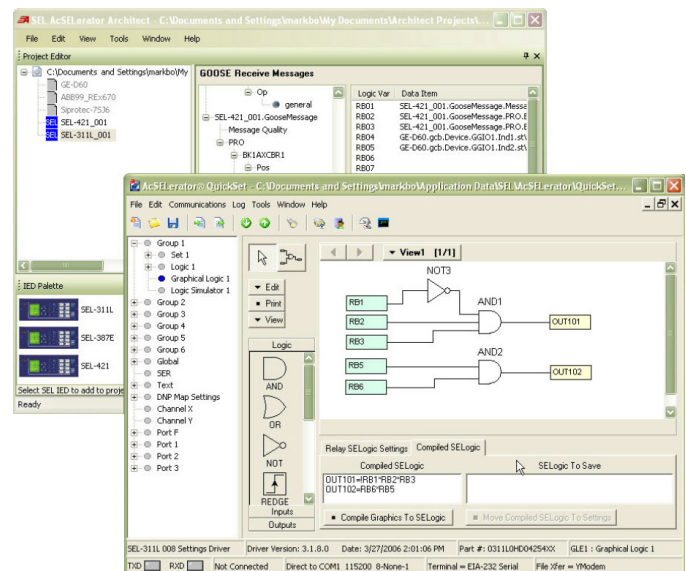 SEL AcSELerator Architect - C:\Documents and Settings\markbo\My Documents\Architect Projects\...
File Edit View Tools Window Help
Project Editor
GOOSE Receive Messages
C:\Documents and Settings\markbo\My
GE-D60
ABB99_REx670
Siprotec-7SJ6
SEL SEL-421_001
SEL SEL-311L_001
Op
general
SEL-421_001.GooseMessage
Message Quality
PRO
BK1AXCBR1
Pos
Logic Var Data Item
RB01 SEL-421_001.GooseMessage.Messa
RB02 SEL-421_001.GooseMessage.PRO.E
RB03 SEL-421_001.GooseMessage.PRO.E
RB04 GE-D60.gcb.Device.GGIO1.Ind1.st\
RB05 GE-D60.gcb.Device.GGIO1.Ind2.st\
RB06
RB07
IED Palette
SEL-311L
SEL-387E
SEL-421
Select SEL IED to add to proje
Ready
AcSELerator® QuickSet - C:\Documents and Settings\markbo\Application Data\SEL\AcSELerator\QuickSet...
File Edit Communications Log Tools Window Help
Group 1
Set 1
Logic 1
Graphical Logic 1
Logic Simulator 1
Group 2
Group 3
Group 4
Group 5
Group 6
Global
SER
Text
DNP Map Settings
Channel X
Channel Y
Port F
Port 1
Port 2
Port 3
Edit
Print
View
Logic
AND
OR
NOT
REDGE
Inputs
Outputs
View1 [1/1]
NOT3
RB1
AND1
RB2
OUT101
RB3
AND2
RB5
OUT102
RB6
Relay SELogic Settings Compiled SELogic
Compiled SELogic
SELogic To Save
OUT101=!RB1*RB2*RB3
OUT102=RB6*RB5
Compile Graphics To SELogic
Move Compiled SELogic To Settings
SEL-311L 008 Settings Driver Driver Version: 3.1.8.0 Date: 3/27/2006 2:01:06 PM Part #: 0311L0HD04254XX GLE1 : Graphical Logic 1
TXD RXD Not Connected Direct to COM1 115200 8-None-1 Terminal = EIA-232 Serial File Xfer = YModem